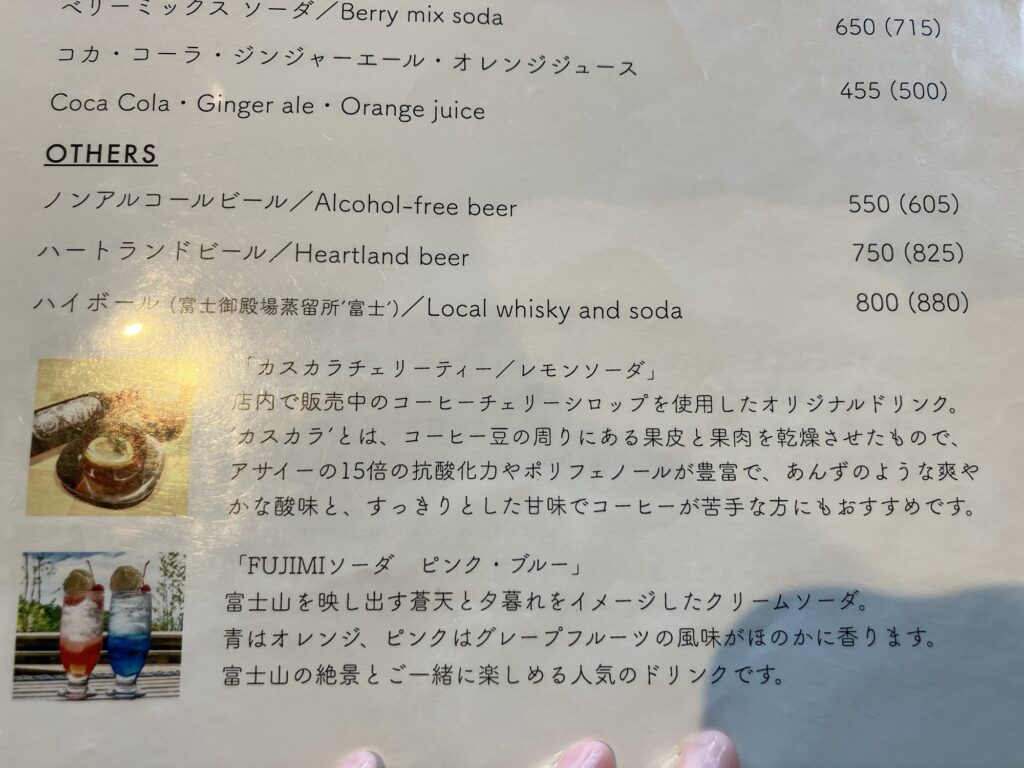 ベリーミックス ソーダ／Berry mix soda 650 (715)
コカ・コーラ・ジンジャーエール・オレンジジュース
Coca Cola・Ginger ale・Orange juice 455 (500)
OTHERS
ノンアルコールビール／Alcohol-free beer 550 (605)
ハートランドビール／Heartland beer 750 (825)
ハイボール (富士御殿場蒸留所‘富士’)／Local whisky and soda 800 (880)
「カスカラチェリーティー／レモンソーダ」
店内で販売中のコーヒーチェリーシロップを使用したオリジナルドリンク。
‘カスカラ’とは、コーヒー豆の周りにある果皮と果肉を乾燥させたもので、
アサイーの15倍の抗酸化力やポリフェノールが豊富で、あんずのような爽や
かな酸味と、すっきりとした甘味でコーヒーが苦手な方にもおすすめです。
「FUJIMIソーダ　ピンク・ブルー」
富士山を映し出す蒼天と夕暮れをイメージしたクリームソーダ。
青はオレンジ、ピンクはグレープフルーツの風味がほのかに香ります。
富士山の絶景とご一緒に楽しめる人気のドリンクです。